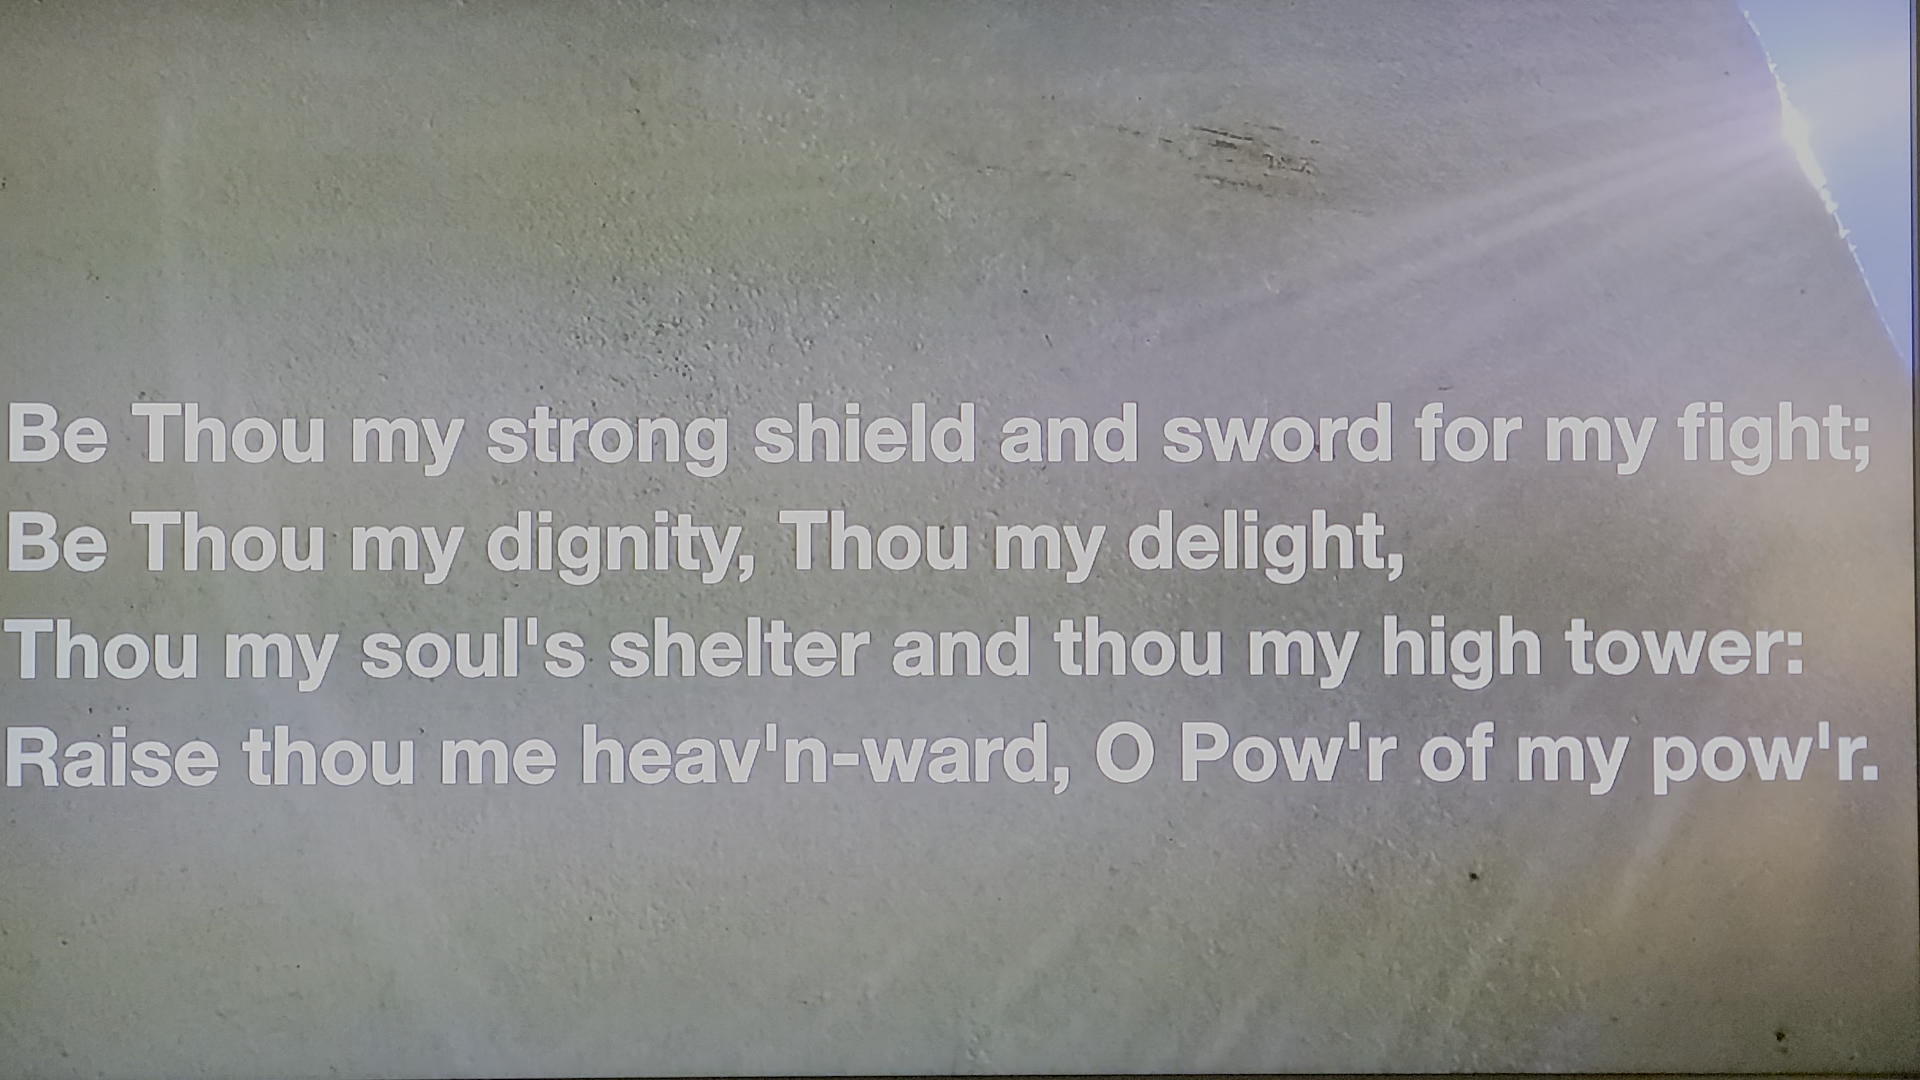 Be Thou my strong shield and sword for my fight;
Be Thou my dignity, Thou my delight,
Thou my soul's shelter and thou my high tower:
Raise thou me heav'n-ward, O Pow'r of my pow'r.